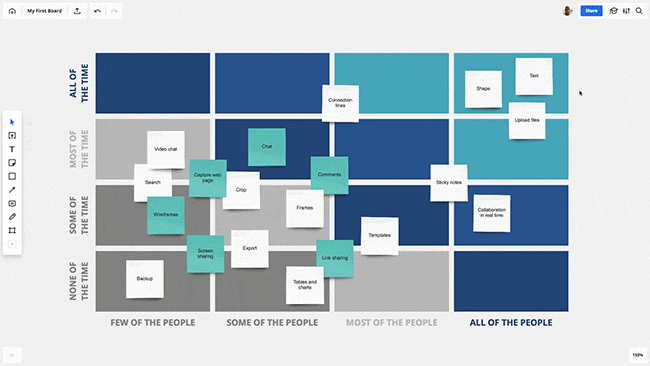 My First Board
Share
ALL OF
THE TIME
Text
Shape
Connection
lines
Upload files
MOST OF
THE TIME
Video chat
Chat
Capture web
page
Comments
Search
Crop
Sticky notes
SOME OF
THE TIME
Wireframes
Frames
Collaboration
in real time
Templates
Screen
sharing
Export
Link sharing
NONE OF
THE TIME
Backup
Tables and
charts
FEW OF THE PEOPLE
SOME OF THE PEOPLE
MOST OF THE PEOPLE
ALL OF THE PEOPLE
150%